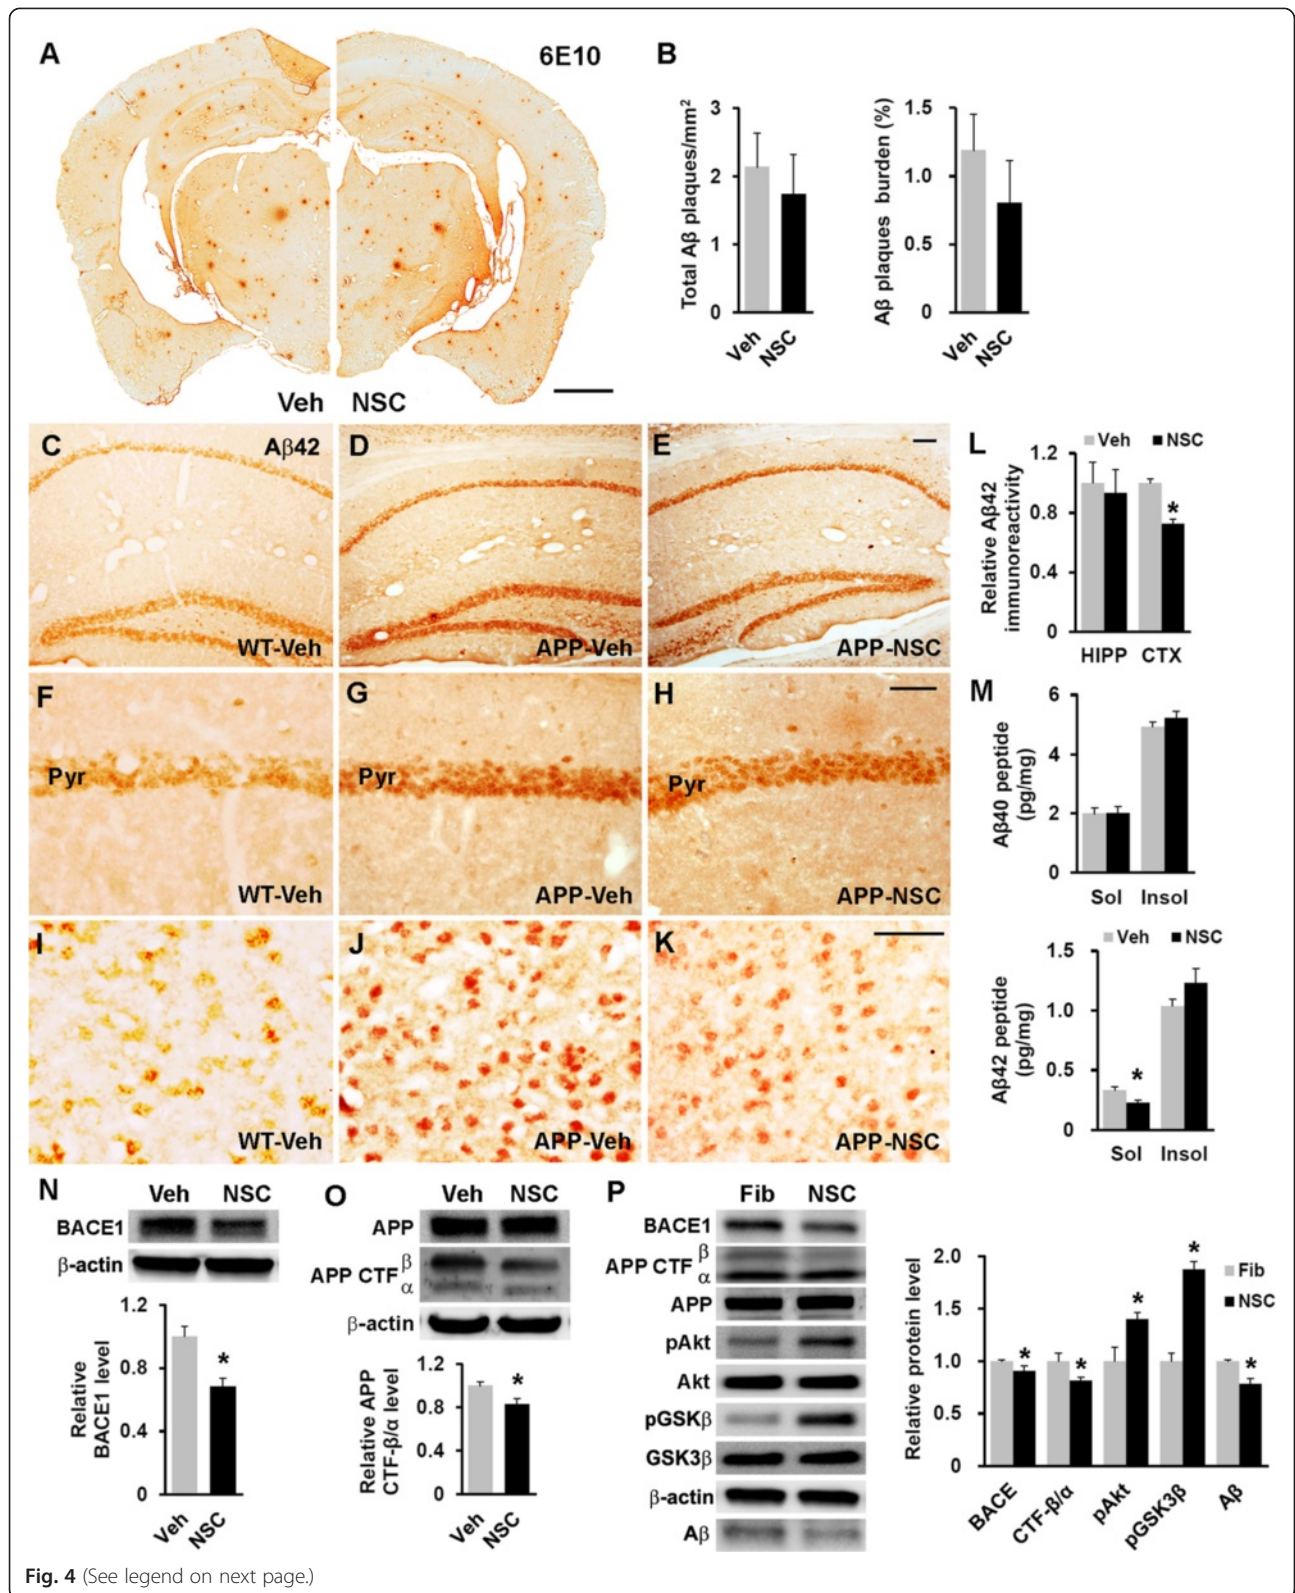 A
6E10
Veh NSC
B
Total Aβ plaques/mm²
3
2
1
0
Veh
NSC
Aβ plaques burden (%)
1.5
1.0
0.5
0
Veh
NSC
C
Aβ42
WT-Veh
D
APP-Veh
E
APP-NSC
F
Pyr
WT-Veh
G
Pyr
APP-Veh
H
Pyr
APP-NSC
I
WT-Veh
J
APP-Veh
K
APP-NSC
L
Veh NSC
Relative Aβ42
immunoreactivity
1.2
0.8
0.4
0
*
HIPP CTX
M
Aβ40 peptide
(pg/mg)
6
4
2
0
Sol Insol
Veh NSC
Aβ42 peptide
(pg/mg)
1.5
1.0
0.5
0
*
Sol Insol
N
Veh NSC
BACE1
β-actin
Relative
BACE1 level
1.2
0.8
0.4
0
*
Veh
NSC
O
Veh NSC
APP
APP CTF β
α
β-actin
Relative APP
CTF-β/α level
1.2
0.8
0.4
0
*
Veh
NSC
P
Fib NSC
BACE1
APP CTF β
α
APP
pAkt
Akt
pGSKβ
GSK3β
β-actin
Aβ
Relative protein level
2.0
1.5
1.0
0.5
0
Fib
NSC
* * * * *
BACE
CTF-β/α
pAkt
pGSK3β
Aβ
Fig. 4 (See legend on next page.)